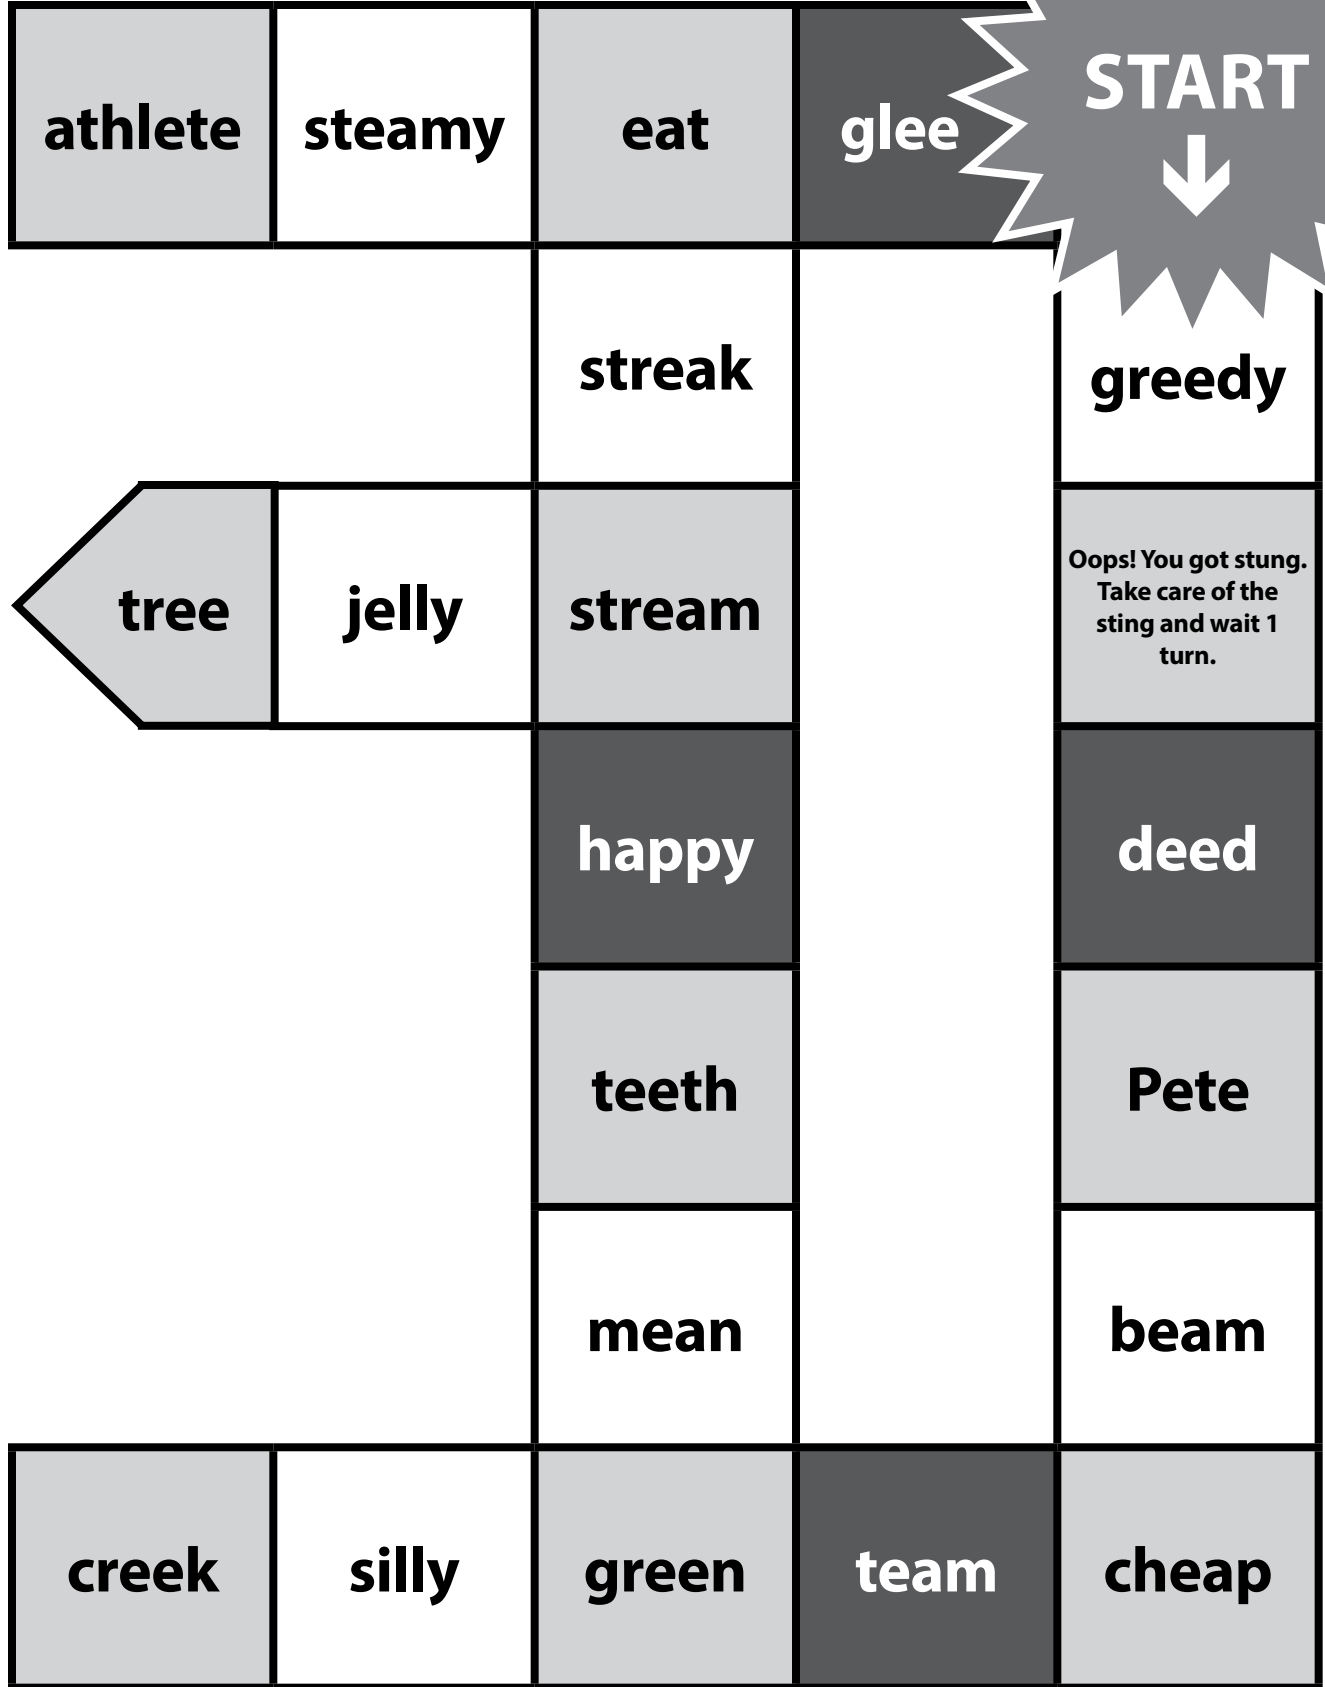 athlete
steamy
eat
glee
START
streak
greedy
tree
jelly
stream
Oops! You got stung.
Take care of the
sting and wait 1
turn.
happy
deed
teeth
Pete
mean
beam
creek
silly
green
team
cheap